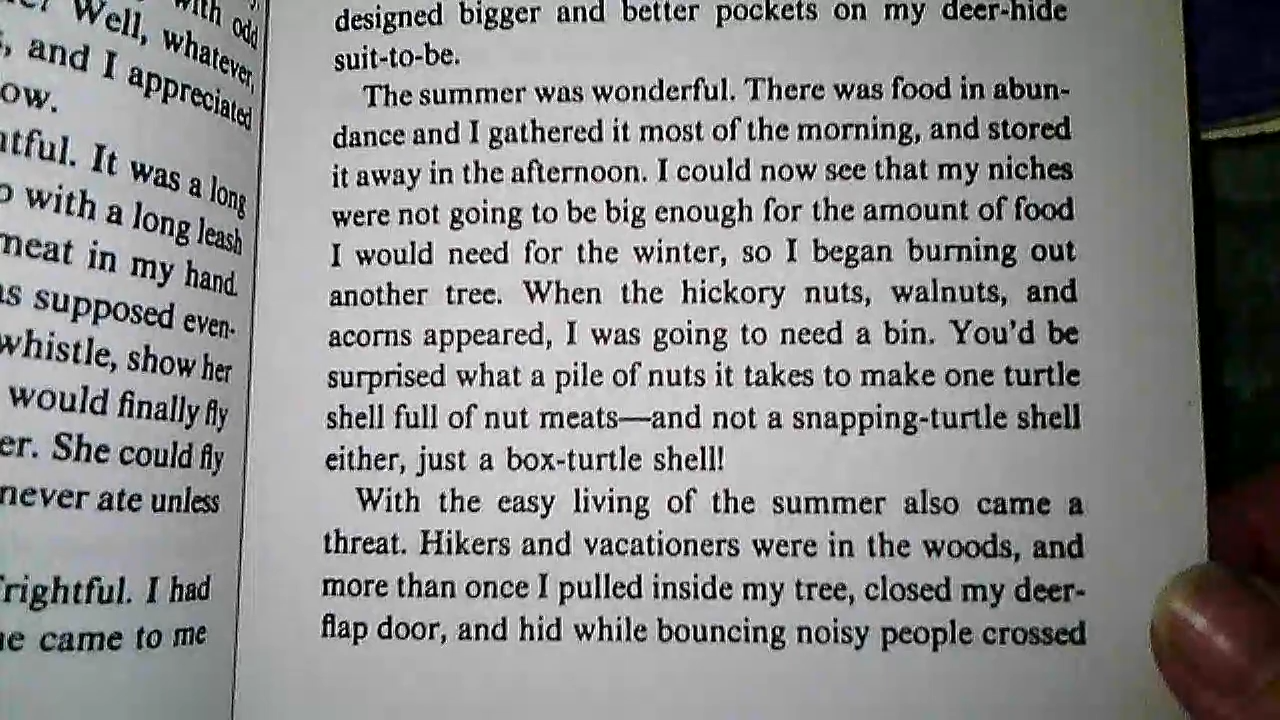 with odd
Well, whatever,
and I appreciated
ow.
tful. It was a long
with a long leash
meat in my hand.
s supposed even-
whistle, show her
would finally fly
er. She could fly
never ate unless
rightful. I had
e came to me
designed bigger and better pockets on my deer-hide
suit-to-be.
The summer was wonderful. There was food in abun-
dance and I gathered it most of the morning, and stored
it away in the afternoon. I could now see that my niches
were not going to be big enough for the amount of food
I would need for the winter, so I began burning out
another tree. When the hickory nuts, walnuts, and
acorns appeared, I was going to need a bin. You'd be
surprised what a pile of nuts it takes to make one turtle
shell full of nut meats—and not a snapping-turtle shell
either, just a box-turtle shell!
With the easy living of the summer also came a
threat. Hikers and vacationers were in the woods, and
more than once I pulled inside my tree, closed my deer-
flap door, and hid while bouncing noisy people crossed